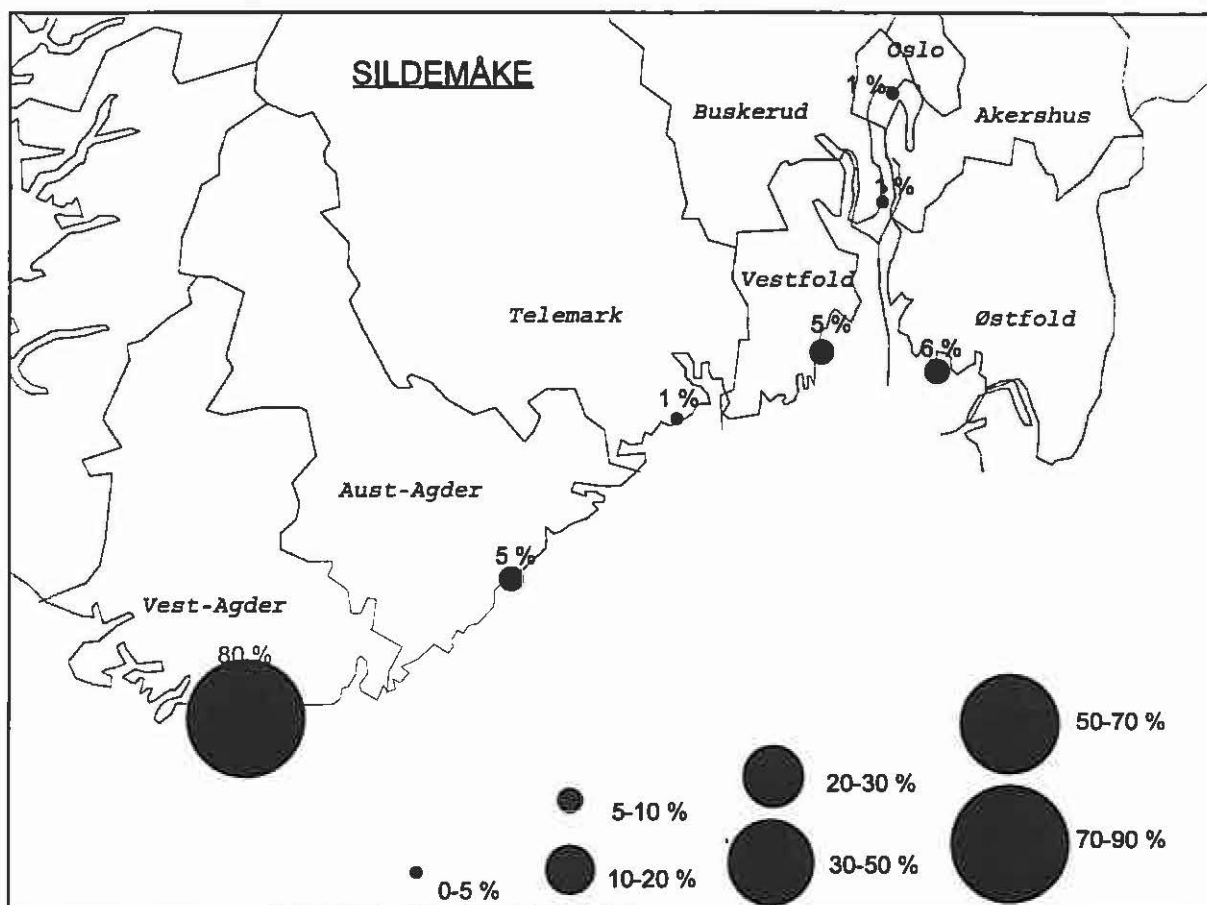 SILDEMÅKE
Oslo
1 %
Buskerud
Akershus
1 %
Vestfold
Telemark
5 %
Østfold
6 %
1 %
Aust-Agder
5 %
Vest-Agder
80 %
50-70 %
20-30 %
5-10 %
70-90 %
30-50 %
10-20 %
0-5 %